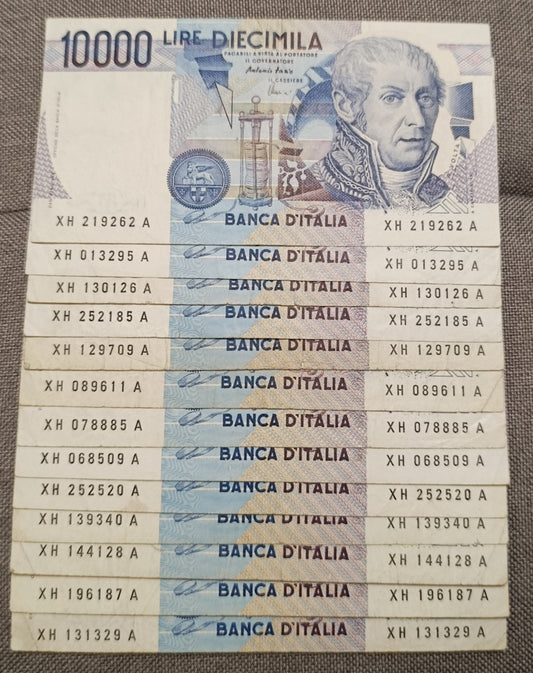 10000 LIRE DIECIMILA
PAGABILI A VISTA AL PORTATORE
IL GOVERNATORE
IL CASSIERE
XH 219262 A BANCA D'ITALIA XH 219262 A
XH 013295 A BANCA D'ITALIA XH 013295 A
XH 130126 A BANCA D'ITALIA XH 130126 A
XH 252185 A BANCA D'ITALIA XH 252185 A
XH 129709 A BANCA D'ITALIA XH 129709 A
XH 089611 A BANCA D'ITALIA XH 089611 A
XH 078885 A BANCA D'ITALIA XH 078885 A
XH 068509 A BANCA D'ITALIA XH 068509 A
XH 252520 A BANCA D'ITALIA XH 252520 A
XH 139340 A BANCA D'ITALIA XH 139340 A
XH 144128 A BANCA D'ITALIA XH 144128 A
XH 196187 A BANCA D'ITALIA XH 196187 A
XH 131329 A BANCA D'ITALIA XH 131329 A